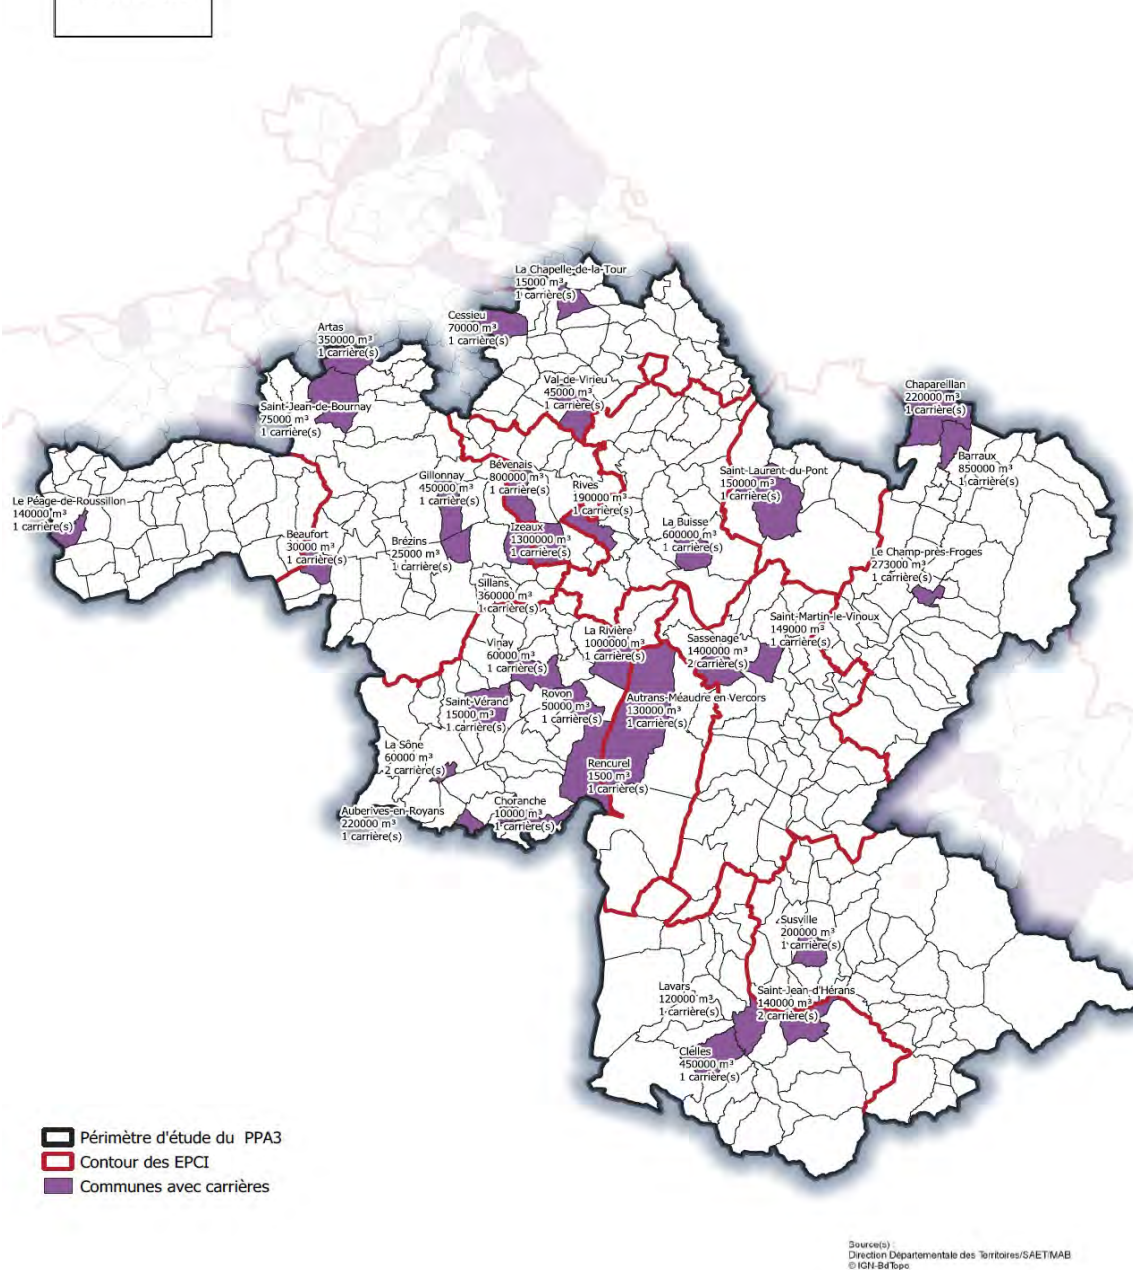 La Chapelle-de-la-Tour
15000 m³
1 carrière(s)
Cessieu
70000 m³
1 carrière(s)
Artas
350000 m³
1 carrière(s)
Val-de-Virieu
45000 m³
1 carrière(s)
Chapareillan
220000 m³
1 carrière(s)
Saint-Jean-de-Bournay
75000 m³
1 carrière(s)
Barraux
850000 m³
1 carrière(s)
Bévenais
800000 m³
1 carrière(s)
Gillonnay
450000 m³
1 carrière(s)
Saint-Laurent-du-Pont
150000 m³
carrière(s)
Rives
190000 m³
1 carrière(s)
Le Péage-de-Roussillon
140000 m³
1 carrière(s)
La Buisse
600000 m³
1 carrière(s)
Izeaux
1300000 m³
1 carrière(s)
Beaufort
30000 m³
1 carrière(s)
Brézins
25000 m³
1 carrière(s)
Le Champ-près-Froges
273000 m³
1 carrière(s)
Sillans
360000 m³
1 carrière(s)
Saint-Martin-le-Vinoux
149000 m³
1 carrière(s)
La Rivière
1000000 m³
1 carrière(s)
Sassenage
1400000 m³
2 carrière(s)
Vinay
60000 m³
1 carrière(s)
Rovon
50000 m³
1 carrière(s)
Autrans-Méaudre en Vercors
130000 m³
1 carrière(s)
Saint-Vérand
15000 m³
1 carrière(s)
La Sône
60000 m³
2 carrière(s)
Rencurel
1500 m³
1 carrière(s)
Choranche
10000 m³
1 carrière(s)
Auberives-en-Royans
220000 m³
1 carrière(s)
Susville
200000 m³
1 carrière(s)
Lavars
120000 m³
1 carrière(s)
Saint-Jean-d'Hérans
140000 m³
2 carrière(s)
Clelles
450000 m³
1 carrière(s)
Périmètre d'étude du PPA3
Contour des EPCI
Communes avec carrières
Source(s) :
Direction Départementale des Territoires/SAET/MAB
© IGN-BdTopo